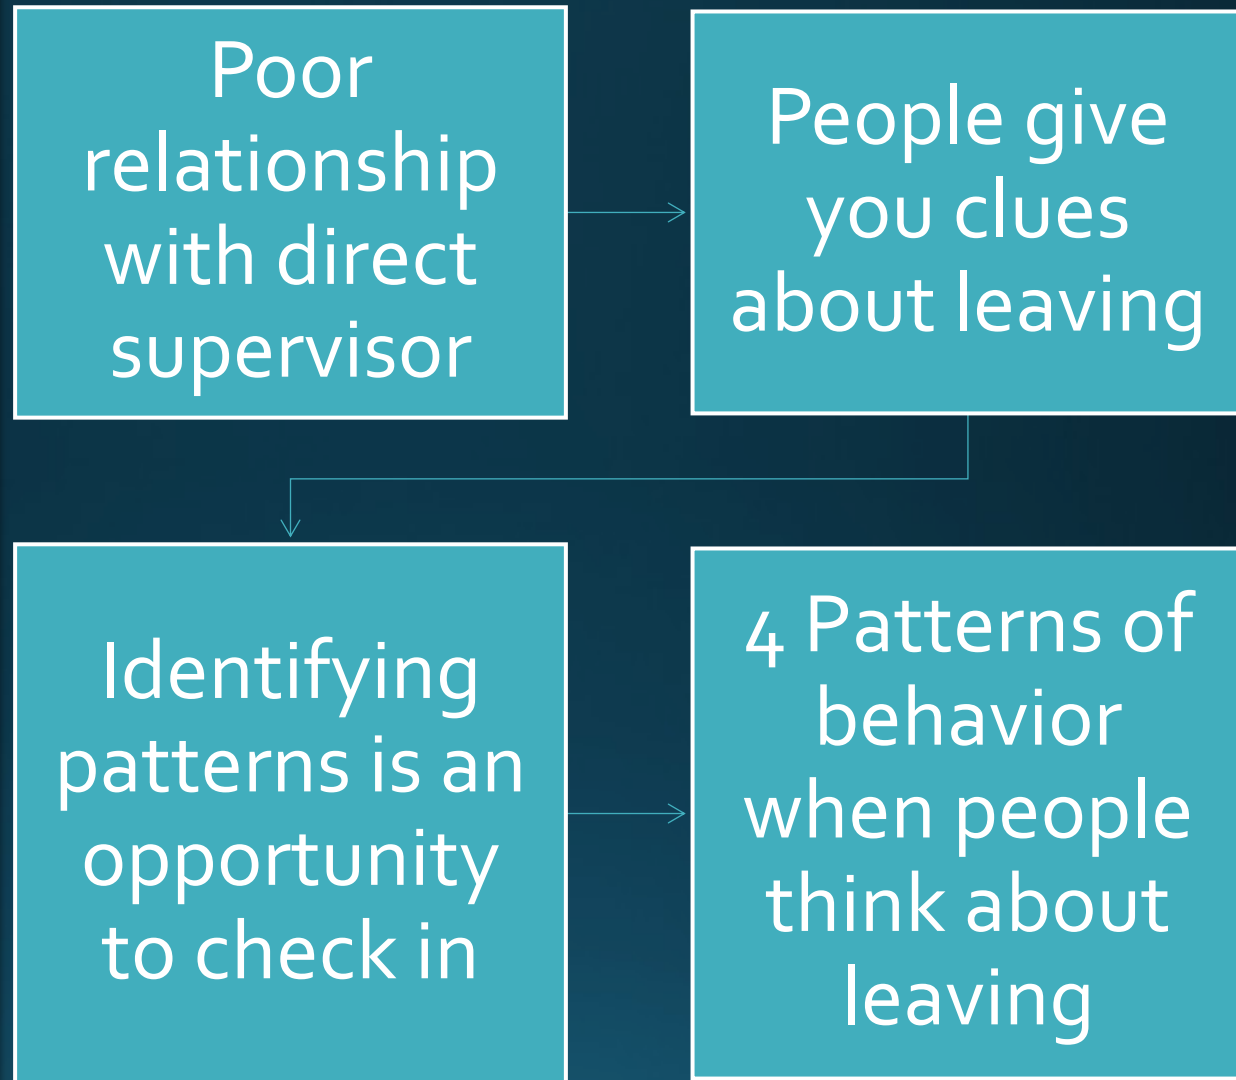 Poor
relationship
with direct
supervisor
People give
you clues
about leaving
Identifying
patterns is an
opportunity
to check in
4 Patterns of
behavior
when people
think about
leaving